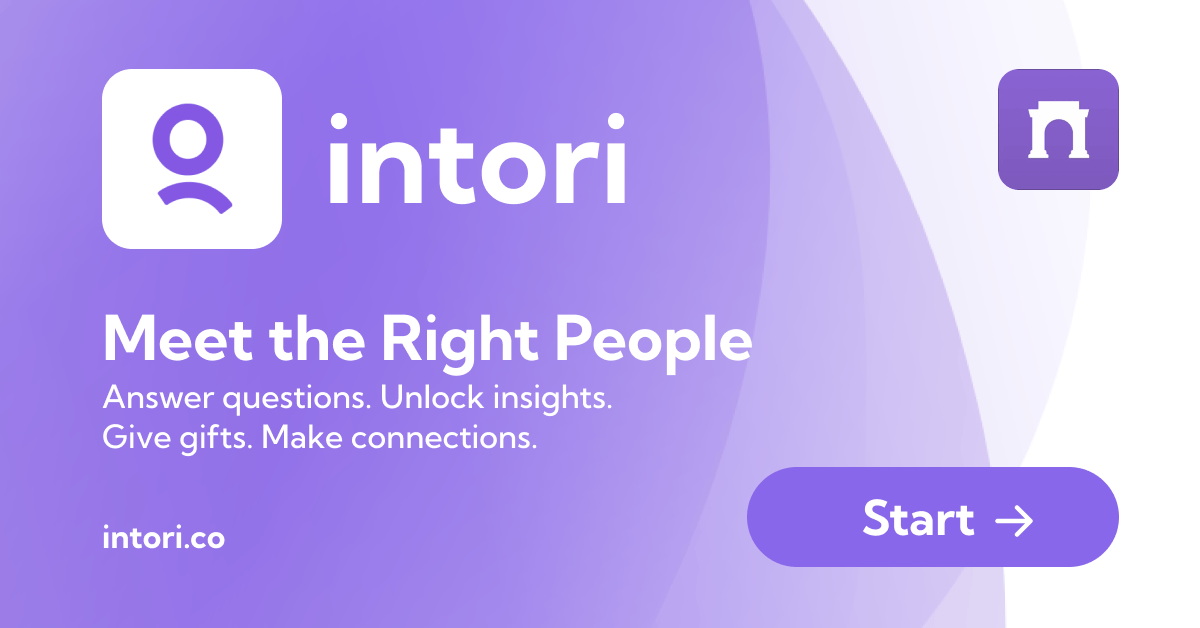 intori
Meet the Right People
Answer questions. Unlock insights.
Give gifts. Make connections.
intori.co
Start →